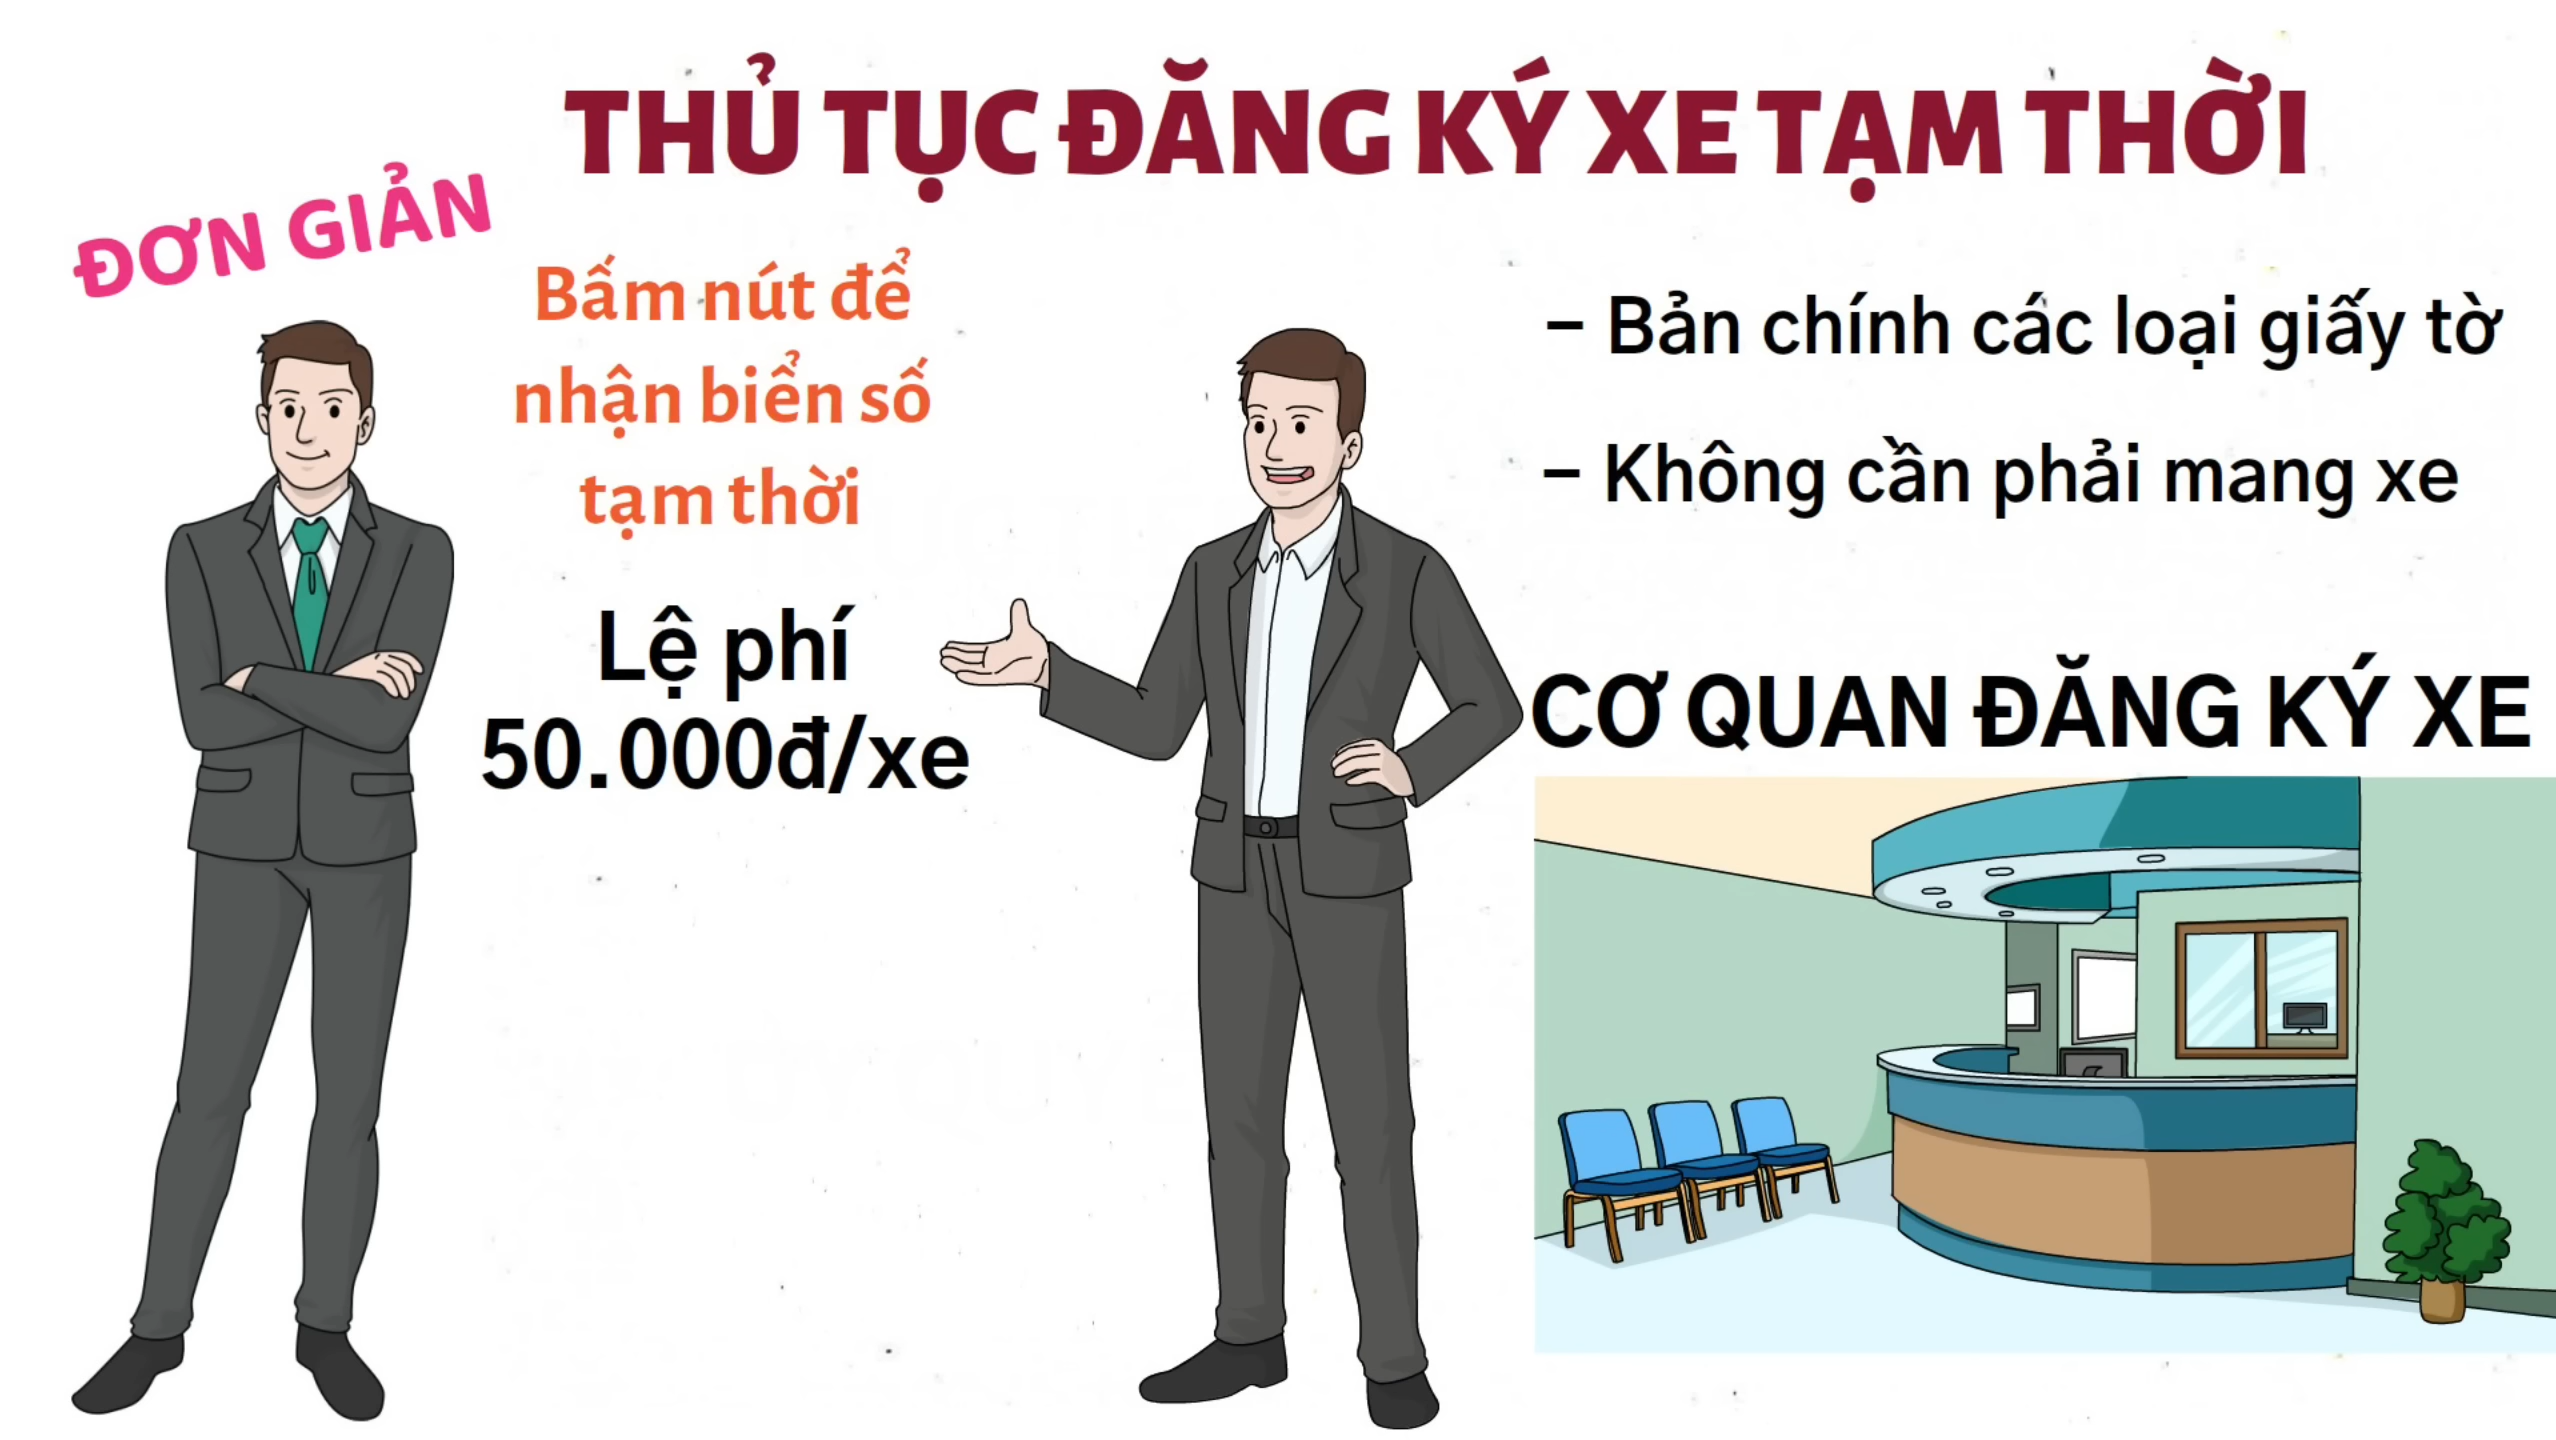 THỦ TỤC ĐĂNG KÝ XE TẠM THỜI
ĐƠN GIẢN
Bấm nút để
nhận biển số
tạm thời
Lệ phí
50.000đ/xe
- Bản chính các loại giấy tờ
- Không cần phải mang xe
CƠ QUAN ĐĂNG KÝ XE